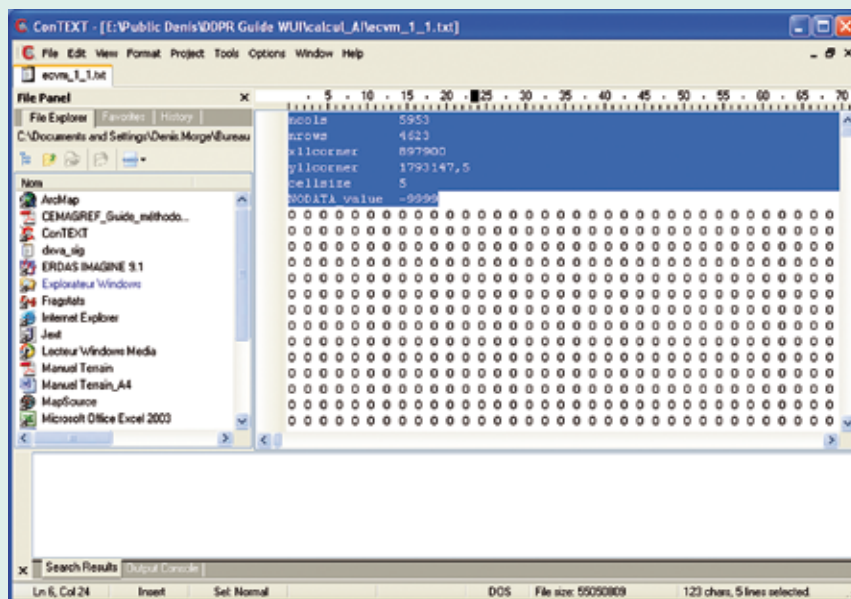 ConTEXT - [E:\Public Denis\DDPR Guide WUI\calcul_AI\ecvm_1_1.txt]
File Edit View Format Project Tools Options Window Help
ecvm_1_1.txt
File Panel
File Explorer Favorites History
C:\Documents and Settings\Denis.Morge\Bureau
Nom
ArcMap
CEMAGREF_Guide_méthodo...
ConTEXT
dova_sig
ERDAS IMAGINE 9.1
Explorateur Windows
Fragstats
Internet Explorer
Jext
Lecteur Windows Media
Manuel Terrain
Manuel Terrain_A4
MapSource
Microsoft Office Excel 2003
5 10 15 20 25 30 35 40 45 50 55 60 65 70
ncols 5953
nrows 4623
xllcorner 897900
yllcorner 1793147,5
cellsize 5
NODATA_value -9999
0 0 0 0 0 0 0 0 0 0 0 0 0 0 0 0 0 0 0 0 0 0 0 0 0 0 0 0 0 0 0 0 0 0 0
0 0 0 0 0 0 0 0 0 0 0 0 0 0 0 0 0 0 0 0 0 0 0 0 0 0 0 0 0 0 0 0 0 0 0
0 0 0 0 0 0 0 0 0 0 0 0 0 0 0 0 0 0 0 0 0 0 0 0 0 0 0 0 0 0 0 0 0 0 0
0 0 0 0 0 0 0 0 0 0 0 0 0 0 0 0 0 0 0 0 0 0 0 0 0 0 0 0 0 0 0 0 0 0 0
0 0 0 0 0 0 0 0 0 0 0 0 0 0 0 0 0 0 0 0 0 0 0 0 0 0 0 0 0 0 0 0 0 0 0
0 0 0 0 0 0 0 0 0 0 0 0 0 0 0 0 0 0 0 0 0 0 0 0 0 0 0 0 0 0 0 0 0 0 0
0 0 0 0 0 0 0 0 0 0 0 0 0 0 0 0 0 0 0 0 0 0 0 0 0 0 0 0 0 0 0 0 0 0 0
0 0 0 0 0 0 0 0 0 0 0 0 0 0 0 0 0 0 0 0 0 0 0 0 0 0 0 0 0 0 0 0 0 0 0
0 0 0 0 0 0 0 0 0 0 0 0 0 0 0 0 0 0 0 0 0 0 0 0 0 0 0 0 0 0 0 0 0 0 0
0 0 0 0 0 0 0 0 0 0 0 0 0 0 0 0 0 0 0 0 0 0 0 0 0 0 0 0 0 0 0 0 0 0 0
0 0 0 0 0 0 0 0 0 0 0 0 0 0 0 0 0 0 0 0 0 0 0 0 0 0 0 0 0 0 0 0 0 0 0
0 0 0 0 0 0 0 0 0 0 0 0 0 0 0 0 0 0 0 0 0 0 0 0 0 0 0 0 0 0 0 0 0 0 0
0 0 0 0 0 0 0 0 0 0 0 0 0 0 0 0 0 0 0 0 0 0 0 0 0 0 0 0 0 0 0 0 0 0 0
0 0 0 0 0 0 0 0 0 0 0 0 0 0 0 0 0 0 0 0 0 0 0 0 0 0 0 0 0 0 0 0 0 0 0
Search Results Output Console
Ln 6, Col 24 Insert Sel: Normal DOS File size: 55050809 123 chars, 5 lines selected.